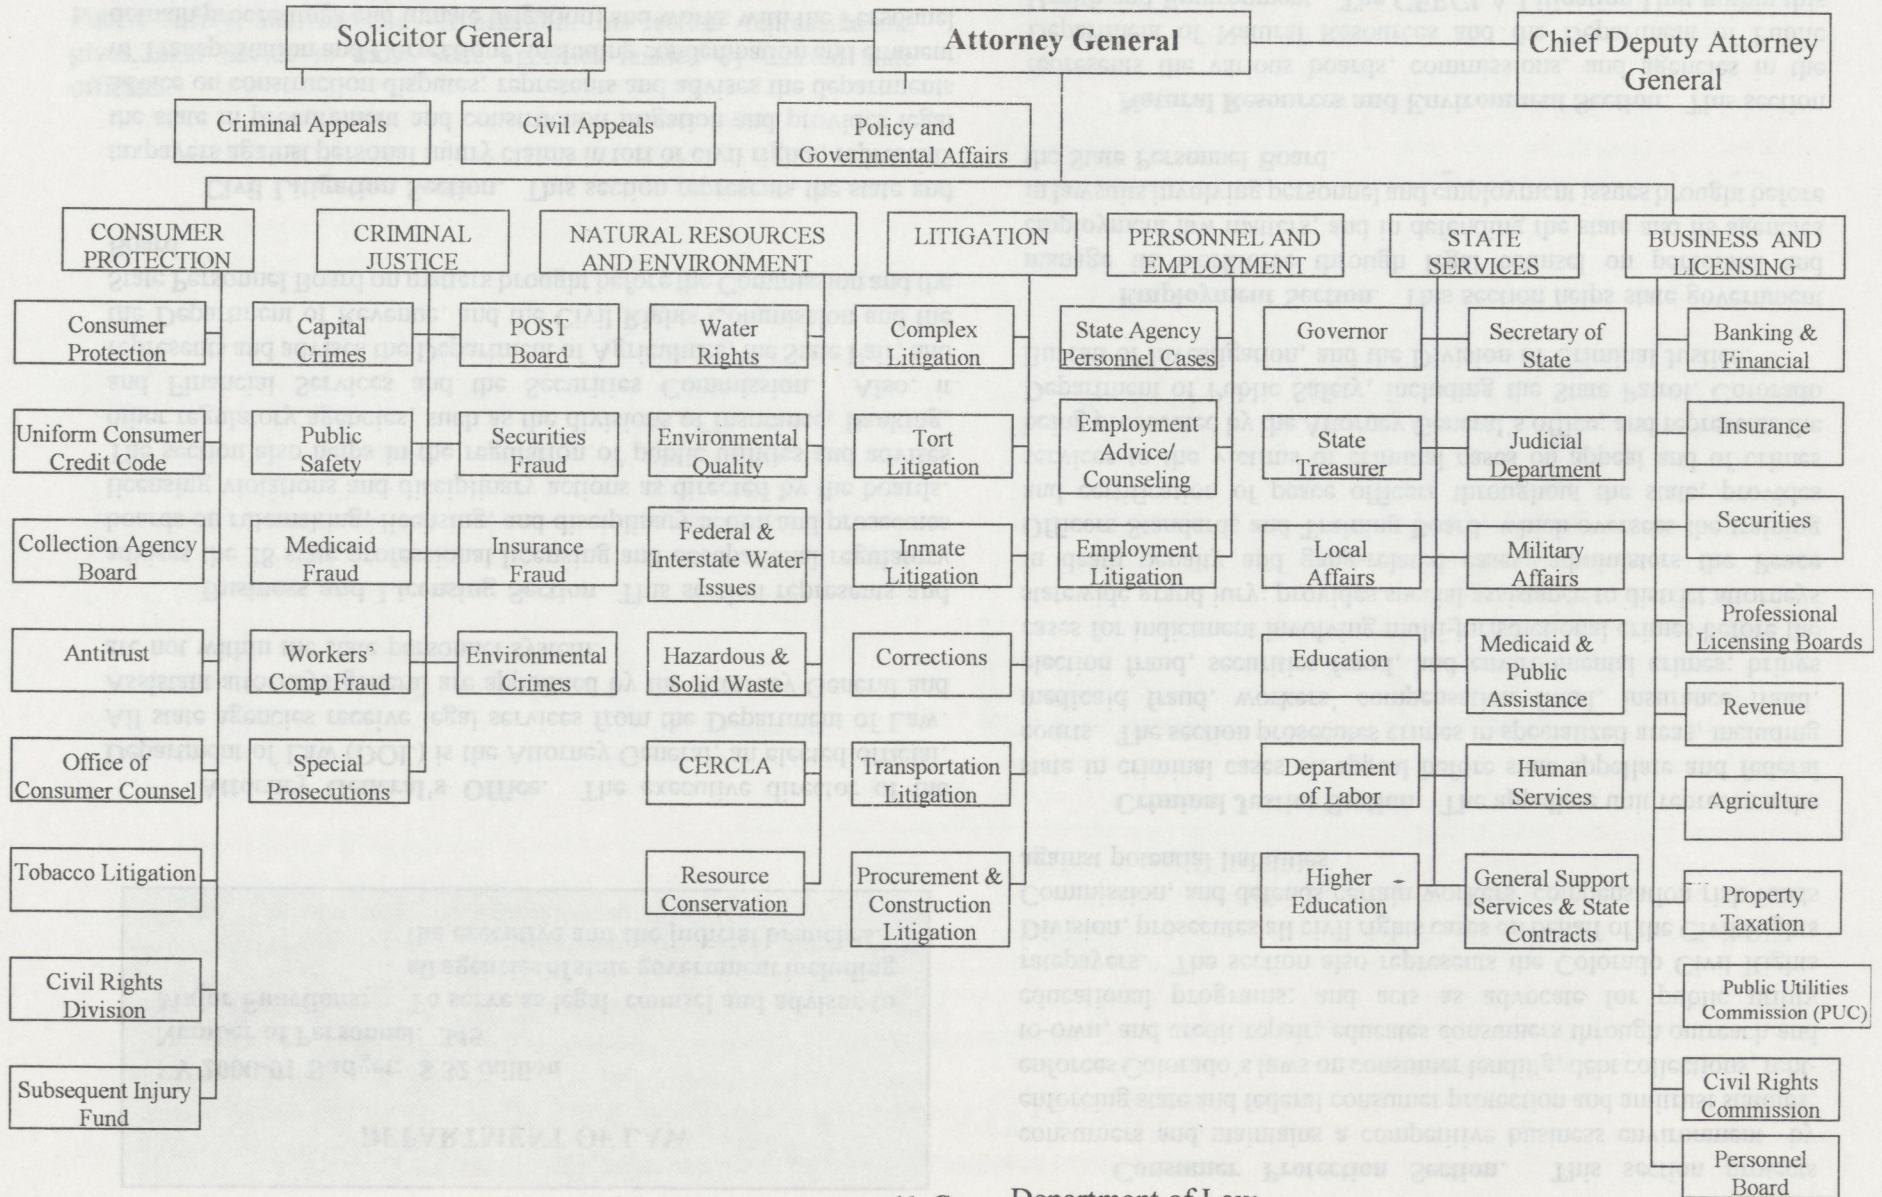 Solicitor General
Attorney General
Chief Deputy Attorney
General
Criminal Appeals
Civil Appeals
Policy and
Governmental Affairs
CONSUMER
PROTECTION
CRIMINAL
JUSTICE
NATURAL RESOURCES
AND ENVIRONMENT
LITIGATION
PERSONNEL AND
EMPLOYMENT
STATE
SERVICES
BUSINESS AND
LICENSING
Consumer
Protection
Uniform Consumer
Credit Code
Collection Agency
Board
Antitrust
Office of
Consumer Counsel
Tobacco Litigation
Civil Rights
Division
Subsequent Injury
Fund
Capital
Crimes
Public
Safety
Medicaid
Fraud
Workers'
Comp Fraud
Special
Prosecutions
POST
Board
Securities
Fraud
Insurance
Fraud
Environmental
Crimes
Water
Rights
Environmental
Quality
Federal &
Interstate Water
Issues
Hazardous &
Solid Waste
CERCLA
Resource
Conservation
Complex
Litigation
Tort
Litigation
Inmate
Litigation
Corrections
Transportation
Litigation
Procurement &
Construction
Litigation
State Agency
Personnel Cases
Employment
Advice/
Counseling
Employment
Litigation
Governor
State
Treasurer
Local
Affairs
Education
Department
of Labor
Higher
Education
Secretary of
State
Judicial
Department
Military
Affairs
Medicaid &
Public
Assistance
Human
Services
General Support
Services & State
Contracts
Banking &
Financial
Insurance
Securities
Professional
Licensing Boards
Revenue
Agriculture
Property
Taxation
Public Utilities
Commission (PUC)
Civil Rights
Commission
Personnel
Board
Department of Law